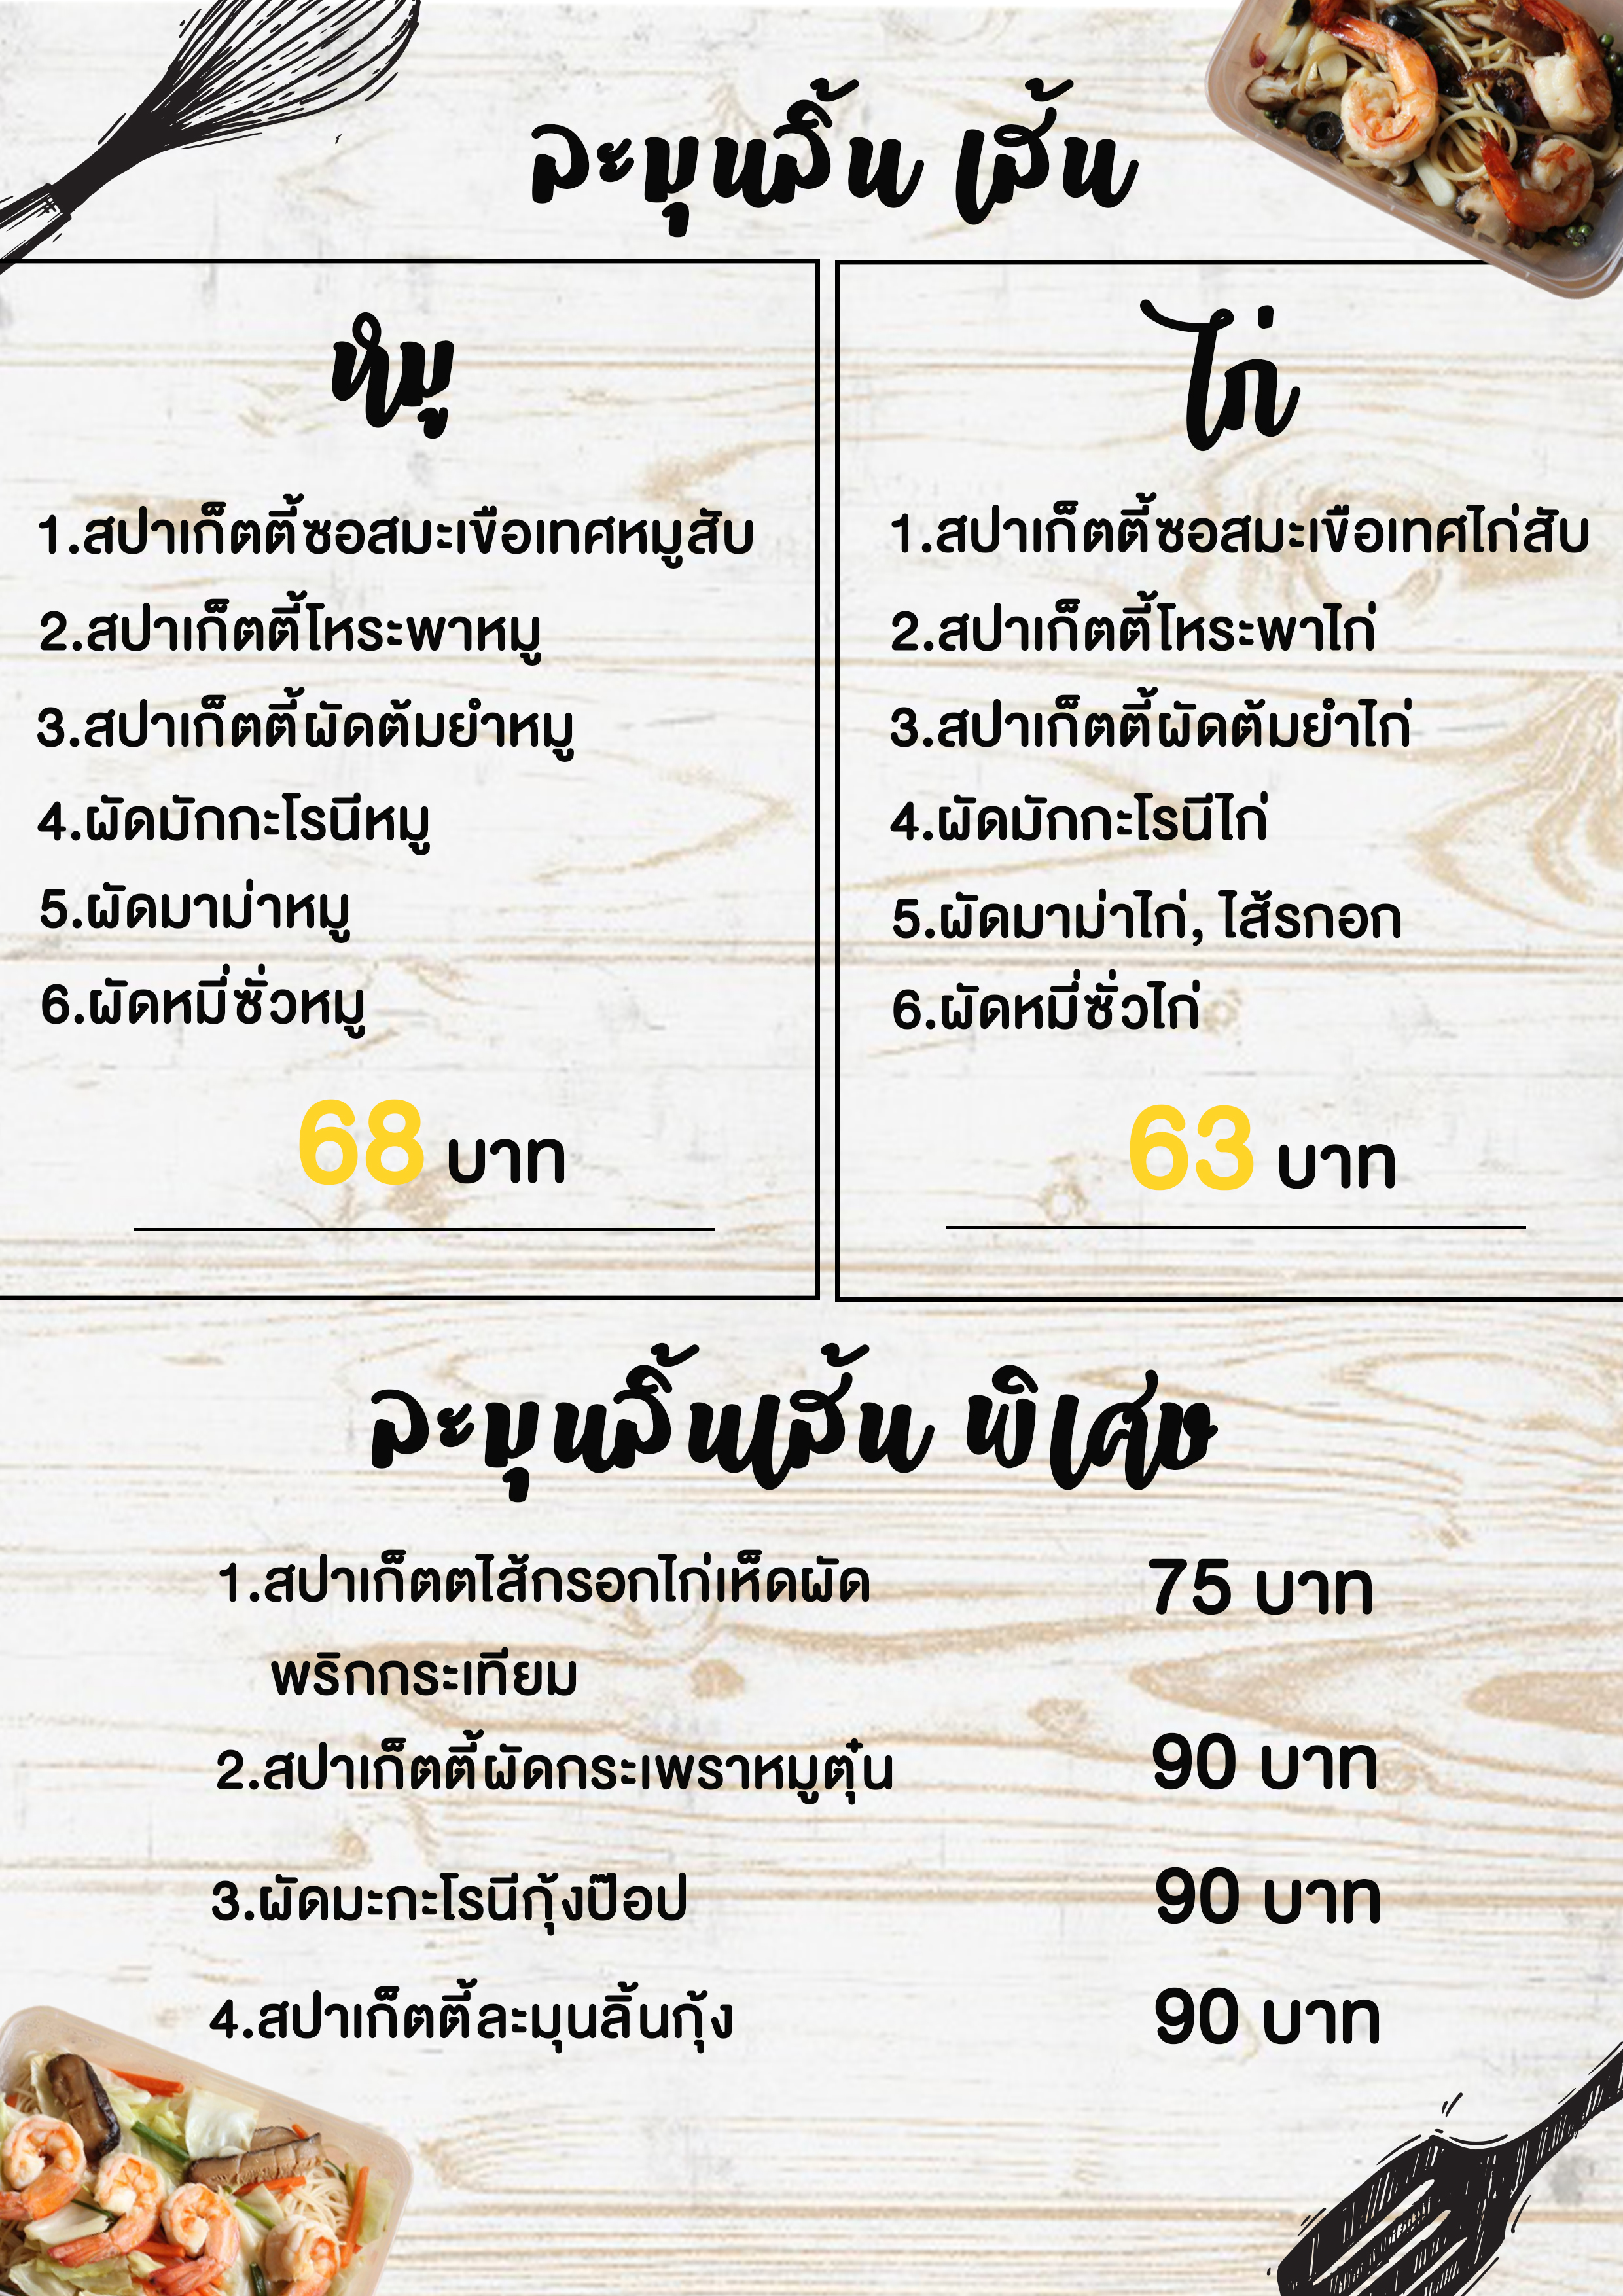 ละมุนลิ้น เส้น
หมู
1.สปาเก็ตตี้ซอสมะเขือเทศหมูสับ
2.สปาเก็ตตี้โหระพาหมู
3.สปาเก็ตตี้ผัดต้มยำหมู
4.ผัดมักกะโรนีหมู
5.ผัดมาม่าหมู
6.ผัดหมี่ซั่วหมู
68 บาท
ไก่
1.สปาเก็ตตี้ซอสมะเขือเทศไก่สับ
2.สปาเก็ตตี้โหระพาไก่
3.สปาเก็ตตี้ผัดต้มยำไก่
4.ผัดมักกะโรนีไก่
5.ผัดมาม่าไก่, ไส้รกอก
6.ผัดหมี่ซั่วไก่
63 บาท
ละมุนลิ้นเส้น พิเศษ
1.สปาเก็ตตไส้กรอกไก่เห็ดผัด 75 บาท
พริกกระเทียม
2.สปาเก็ตตี้ผัดกระเพราหมูตุ๋น 90 บาท
3.ผัดมะกะโรนีกุ้งป๊อป 90 บาท
4.สปาเก็ตตี้ละมุนลิ้นกุ้ง 90 บาท